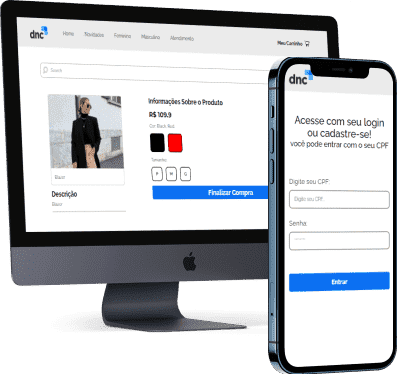 dnc
Home Novidades Feminino Masculino Atendimento
Meu Carrinho
Search
Informações Sobre o Produto
R$ 109.9
Cor: Black, Red
Tamanho:
P M G
Blazer
Finalizar Compra
Descrição
Blazer
dnc
Acesse com seu login
ou cadastre-se!
você pode entrar com o seu CPF
Digite seu CPF:
Digite seu CPF.
Senha:
Entrar